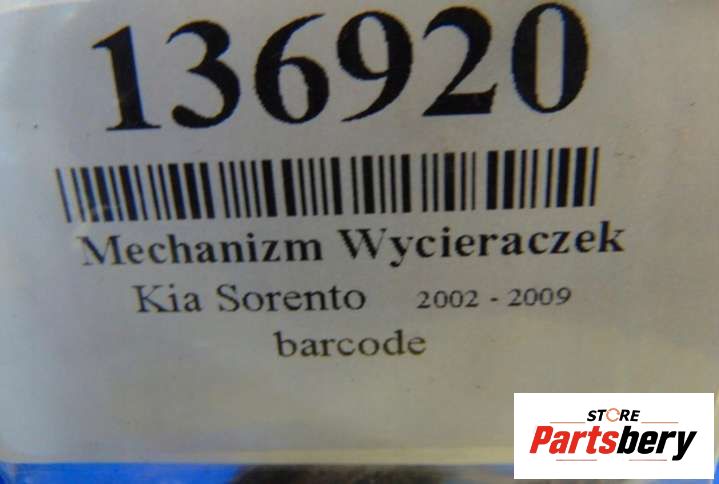 136920
Mechanizm Wycieraczek
Kia Sorento 2002 - 2009
barcode
STORE
Partsbery